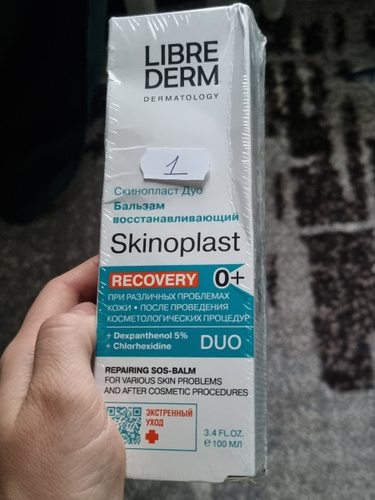 LIBRE
DERM
DERMATOLOGY
1
Скинопласт Дуо
Бальзам
восстанавливающий
Skinoplast
RECOVERY 0+
ПРИ РАЗЛИЧНЫХ ПРОБЛЕМАХ
КОЖИ • ПОСЛЕ ПРОВЕДЕНИЯ
КОСМЕТОЛОГИЧЕСКИХ ПРОЦЕДУР
+ Dexpanthenol 5%
+ Chlorhexidine DUO
REPAIRING SOS-BALM
FOR VARIOUS SKIN PROBLEMS
AND AFTER COSMETIC PROCEDURES
ЭКСТРЕННЫЙ
УХОД
3.4 FL.OZ.
℮ 100 МЛ